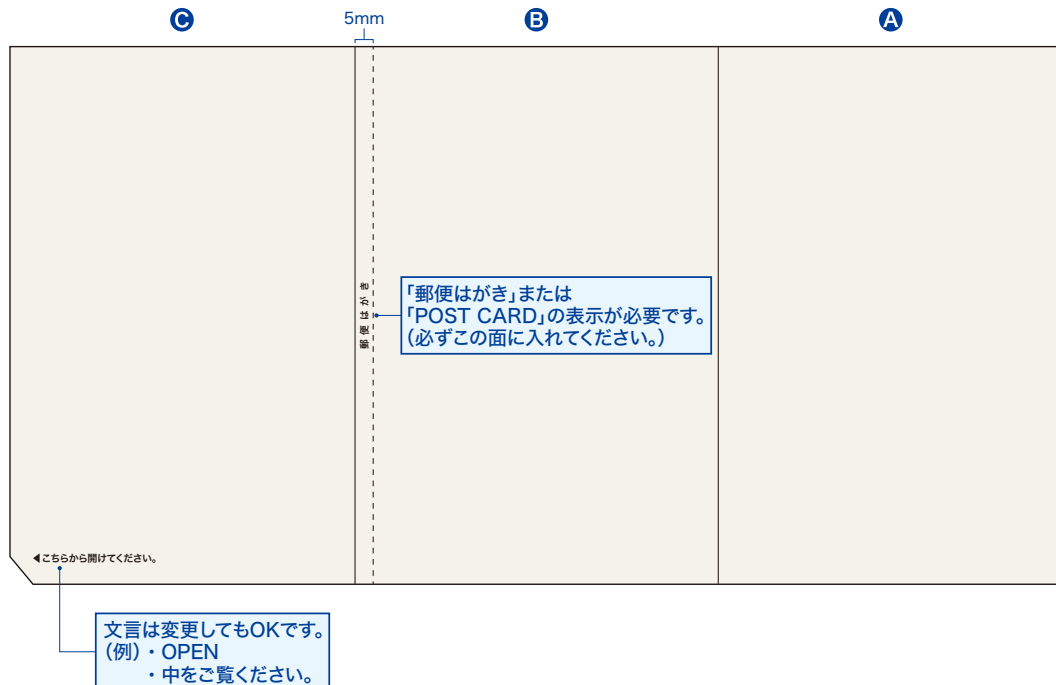 C
5mm
B
A
郵便はがき
「郵便はがき」または
「POST CARD」の表示が必要です。
（必ずこの面に入れてください。）
◀こちらから開けてください。
文言は変更してもOKです。
（例）・OPEN
・中をご覧ください。